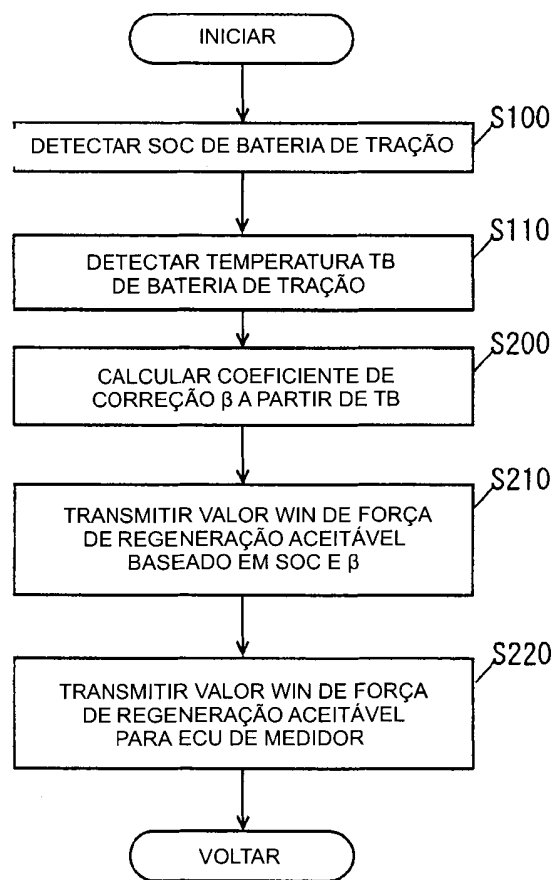 INICIAR
S100
DETECTAR SOC DE BATERIA DE TRAÇÃO
S110
DETECTAR TEMPERATURA TB
DE BATERIA DE TRAÇÃO
S200
CALCULAR COEFICIENTE DE
CORREÇÃO β A PARTIR DE TB
S210
TRANSMITIR VALOR WIN DE FORÇA
DE REGENERAÇÃO ACEITÁVEL
BASEADO EM SOC E β
S220
TRANSMITIR VALOR WIN DE FORÇA
DE REGENERAÇÃO ACEITÁVEL
PARA ECU DE MEDIDOR
VOLTAR